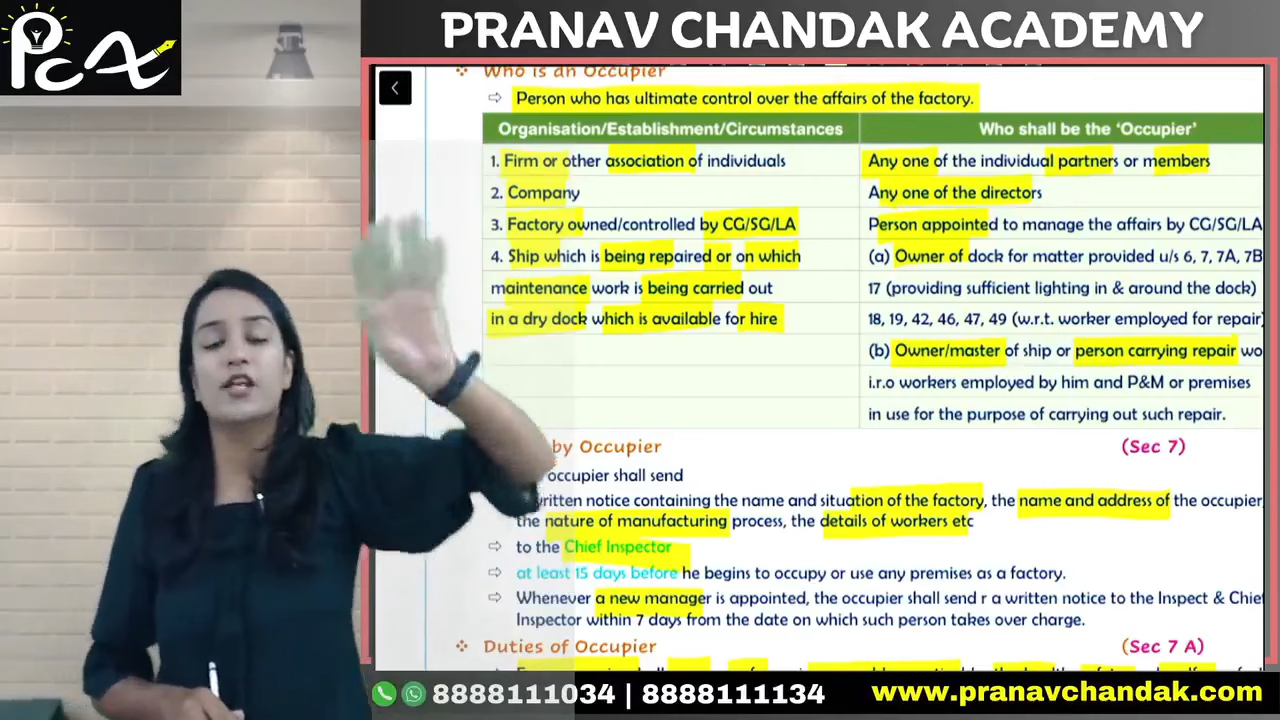 PCA
PRANAV CHANDAK ACADEMY
Who is an Occupier
Person who has ultimate control over the affairs of the factory.
Organisation/Establishment/Circumstances
Who shall be the 'Occupier'
1. Firm or other association of individuals
Any one of the individual partners or members
2. Company
Any one of the directors
3. Factory owned/controlled by CG/SG/LA
Person appointed to manage the affairs by CG/SG/LA
4. Ship which is being repaired or on which
(a) Owner of dock for matter provided u/s 6, 7, 7A, 7B
maintenance work is being carried out
17 (providing sufficient lighting in & around the dock)
in a dry dock which is available for hire
18, 19, 42, 46, 47, 49 (w.r.t. worker employed for repair)
(b) Owner/master of ship or person carrying repair wo
i.r.o workers employed by him and P&M or premises
in use for the purpose of carrying out such repair.
by Occupier
(Sec 7)
occupier shall send
written notice containing the name and situation of the factory, the name and address of the occupier,
the nature of manufacturing process, the details of workers etc
to the Chief Inspector
at least 15 days before he begins to occupy or use any premises as a factory.
Whenever a new manager is appointed, the occupier shall send r a written notice to the Inspect & Chief
Inspector within 7 days from the date on which such person takes over charge.
Duties of Occupier
(Sec 7 A)
8888111034 | 8888111134
www.pranavchandak.com